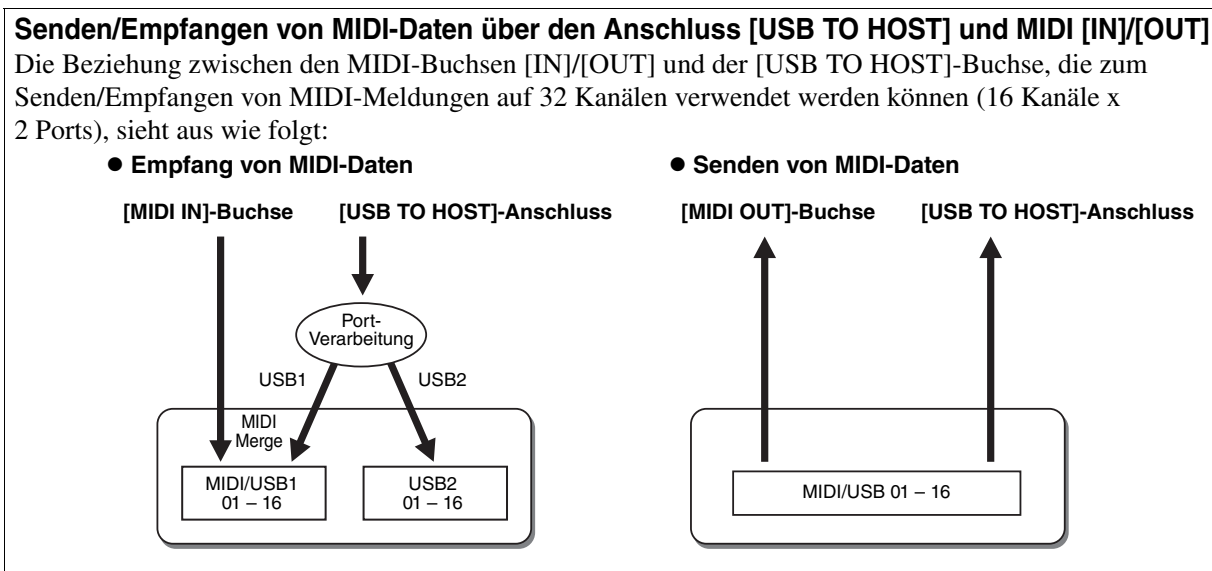 Senden/Empfangen von MIDI-Daten über den Anschluss [USB TO HOST] und MIDI [IN]/[OUT]
Die Beziehung zwischen den MIDI-Buchsen [IN]/[OUT] und der [USB TO HOST]-Buchse, die zum
Senden/Empfangen von MIDI-Meldungen auf 32 Kanälen verwendet werden können (16 Kanäle x
2 Ports), sieht aus wie folgt:
● Empfang von MIDI-Daten
[MIDI IN]-Buchse [USB TO HOST]-Anschluss
Port-
Verarbeitung
USB1 USB2
MIDI
Merge
MIDI/USB1
01 – 16
USB2
01 – 16
● Senden von MIDI-Daten
[MIDI OUT]-Buchse [USB TO HOST]-Anschluss
MIDI/USB 01 – 16